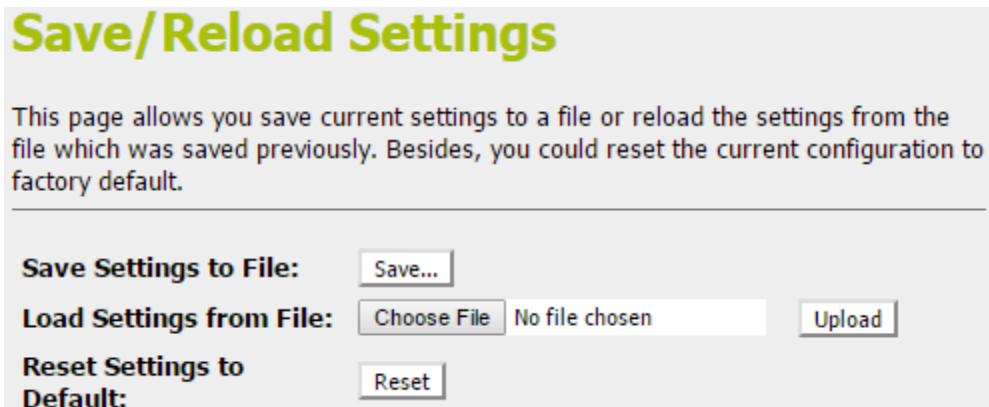 Save/Reload Settings
This page allows you save current settings to a file or reload the settings from the
file which was saved previously. Besides, you could reset the current configuration to
factory default.
Save Settings to File: Save...
Load Settings from File: Choose File No file chosen Upload
Reset Settings to
Default: Reset